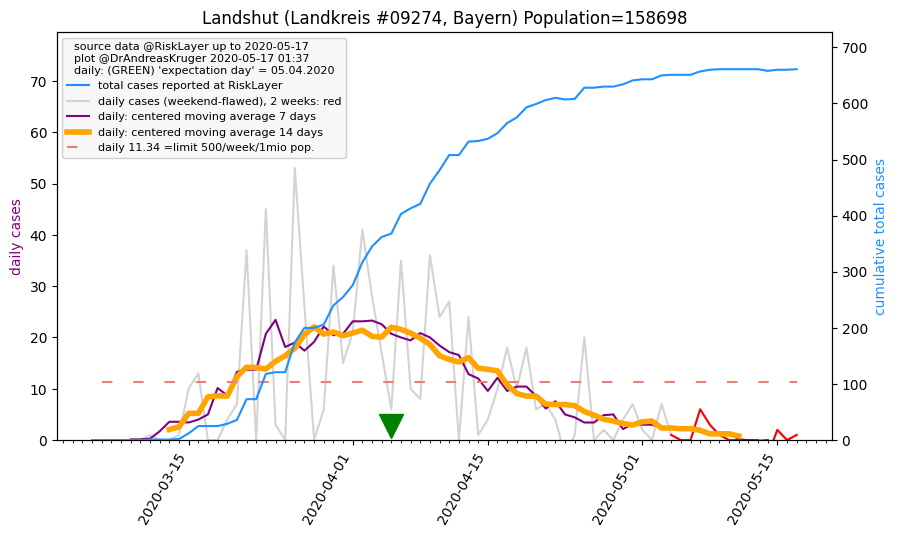 Landshut (Landkreis #09274, Bayern) Population=158698
source data @RiskLayer up to 2020-05-17
plot @DrAndreasKruger 2020-05-17 01:37
daily: (GREEN) 'expectation day' = 05.04.2020
total cases reported at RiskLayer
daily cases (weekend-flawed), 2 weeks: red
daily: centered moving average 7 days
daily: centered moving average 14 days
daily 11.34 =limit 500/week/1mio pop.
daily cases
70
60
50
40
30
20
10
0
700
600
500
400
300
200
100
0
cumulative total cases
2020-03-15
2020-04-01
2020-04-15
2020-05-01
2020-05-15